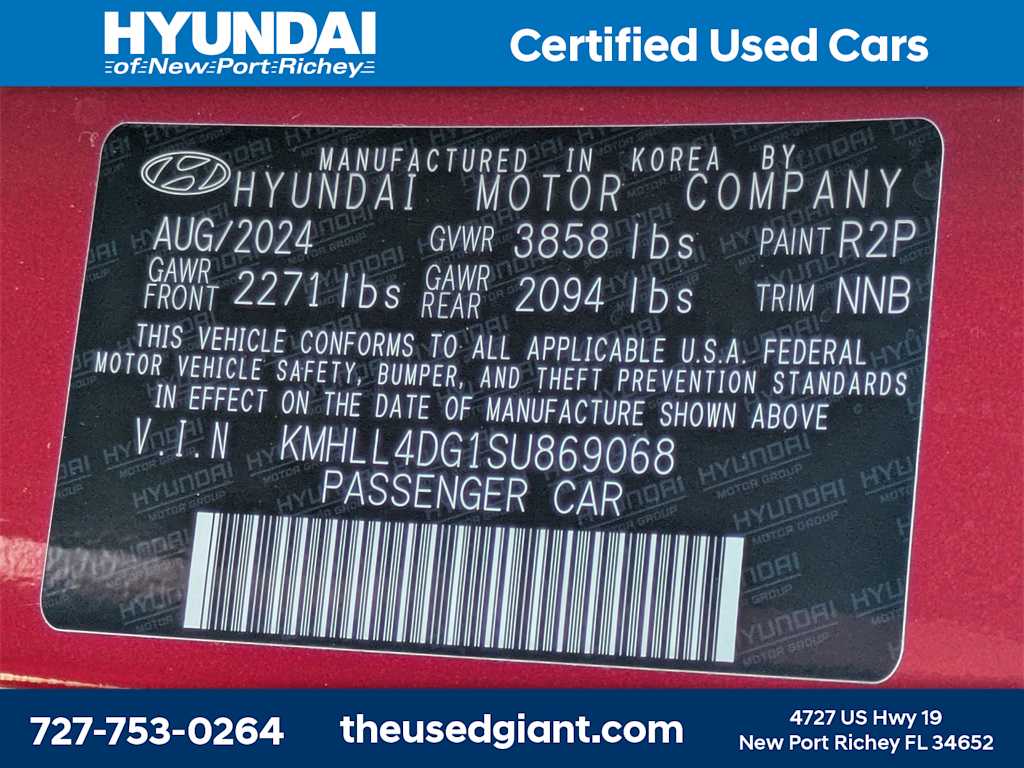 HYUNDAI
of New Port Richey
Certified Used Cars
MANUFACTURED IN KOREA BY
HYUNDAI MOTOR COMPANY
AUG/2024 GVWR 3858 lbs PAINT R2P
GAWR FRONT 2271 lbs GAWR REAR 2094 lbs TRIM NNB
THIS VEHICLE CONFORMS TO ALL APPLICABLE U.S.A. FEDERAL
MOTOR VEHICLE SAFETY, BUMPER, AND THEFT PREVENTION STANDARDS
IN EFFECT ON THE DATE OF MANUFACTURE SHOWN ABOVE
V.I.N KMHLL4DG1SU869068
PASSENGER CAR
727-753-0264
theusedgiant.com
4727 US Hwy 19
New Port Richey FL 34652